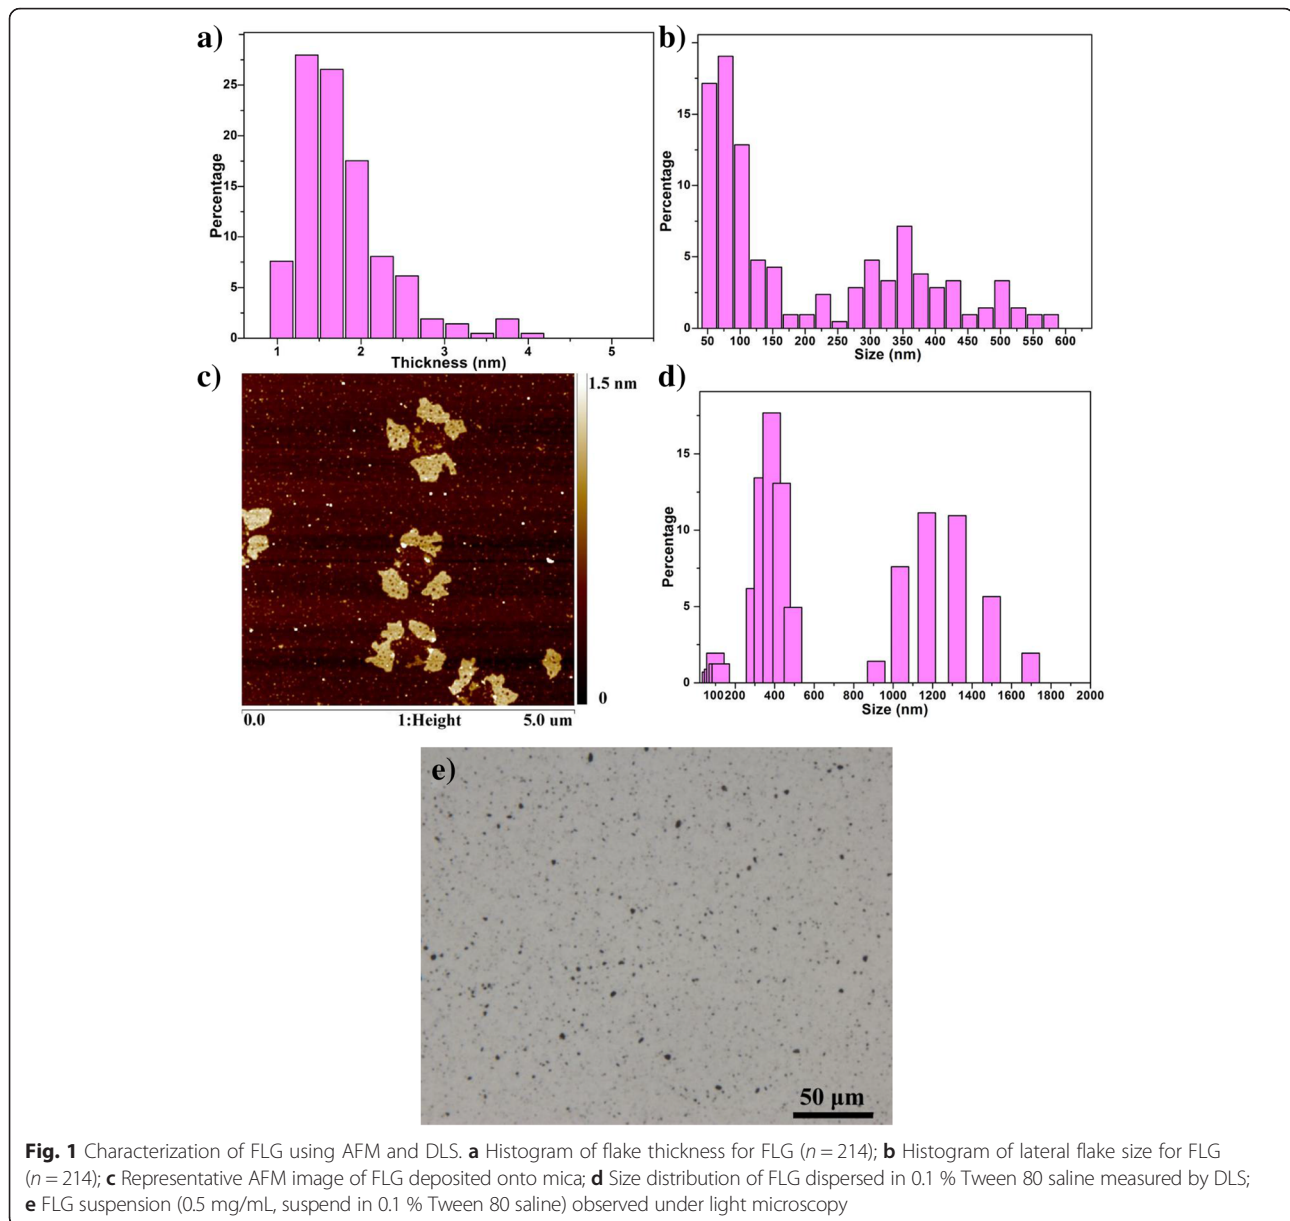 a)
Percentage
25
20
15
10
5
0
1 2 3 4 5
Thickness (nm)
b)
Percentage
15
10
5
0
50 100 150 200 250 300 350 400 450 500 550 600
Size (nm)
c)
1.5 nm
0
0.0 1:Height 5.0 um
d)
Percentage
15
10
5
0
100 200 400 600 800 1000 1200 1400 1600 1800 2000
Size (nm)
e)
50 µm
Fig. 1 Characterization of FLG using AFM and DLS. a Histogram of flake thickness for FLG (n = 214); b Histogram of lateral flake size for FLG
(n = 214); c Representative AFM image of FLG deposited onto mica; d Size distribution of FLG dispersed in 0.1 % Tween 80 saline measured by DLS;
e FLG suspension (0.5 mg/mL, suspend in 0.1 % Tween 80 saline) observed under light microscopy